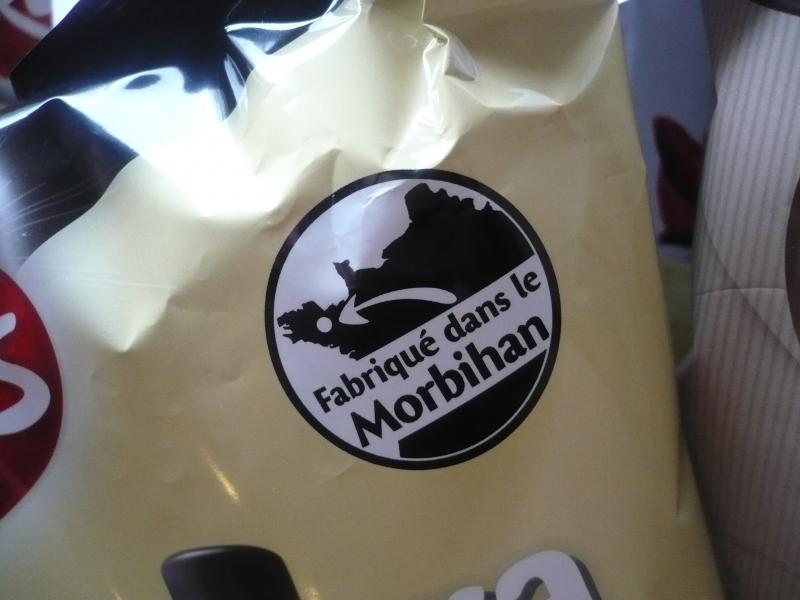 Fabriqué dans le
Morbihan